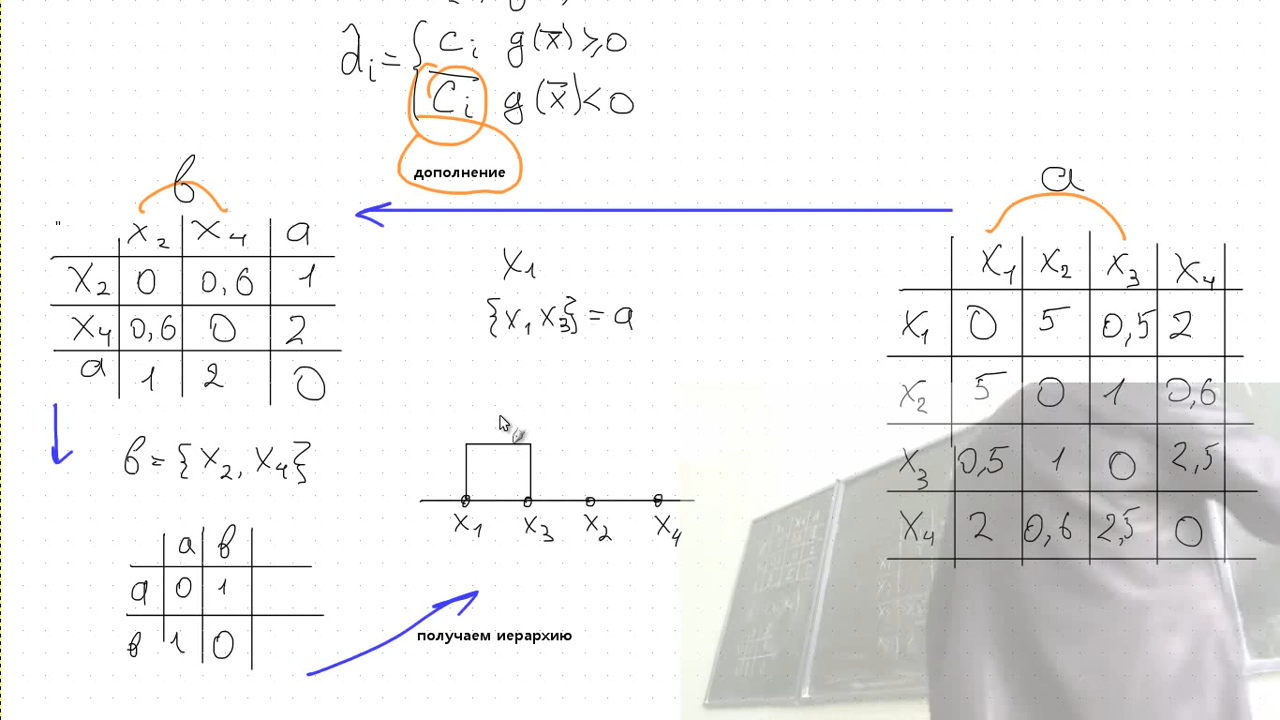 λi = { Ci g(x̄) ≥ 0
C̄i g(x̄) < 0
дополнение
в
" x2 x4 a
x2 0 0,6 1
x4 0,6 0 2
a 1 2 0
x1
{x1 x3} = a
a
x1 x2 x3 x4
x1 0 5 0,5 2
x2 5 0 1 0,6
x3 0,5 1 0 2,5
x4 2 0,6 2,5 0
в = {x2, x4}
x1 x3 x2 x4
a в
a 0 1
в 1 0
получаем иерархию